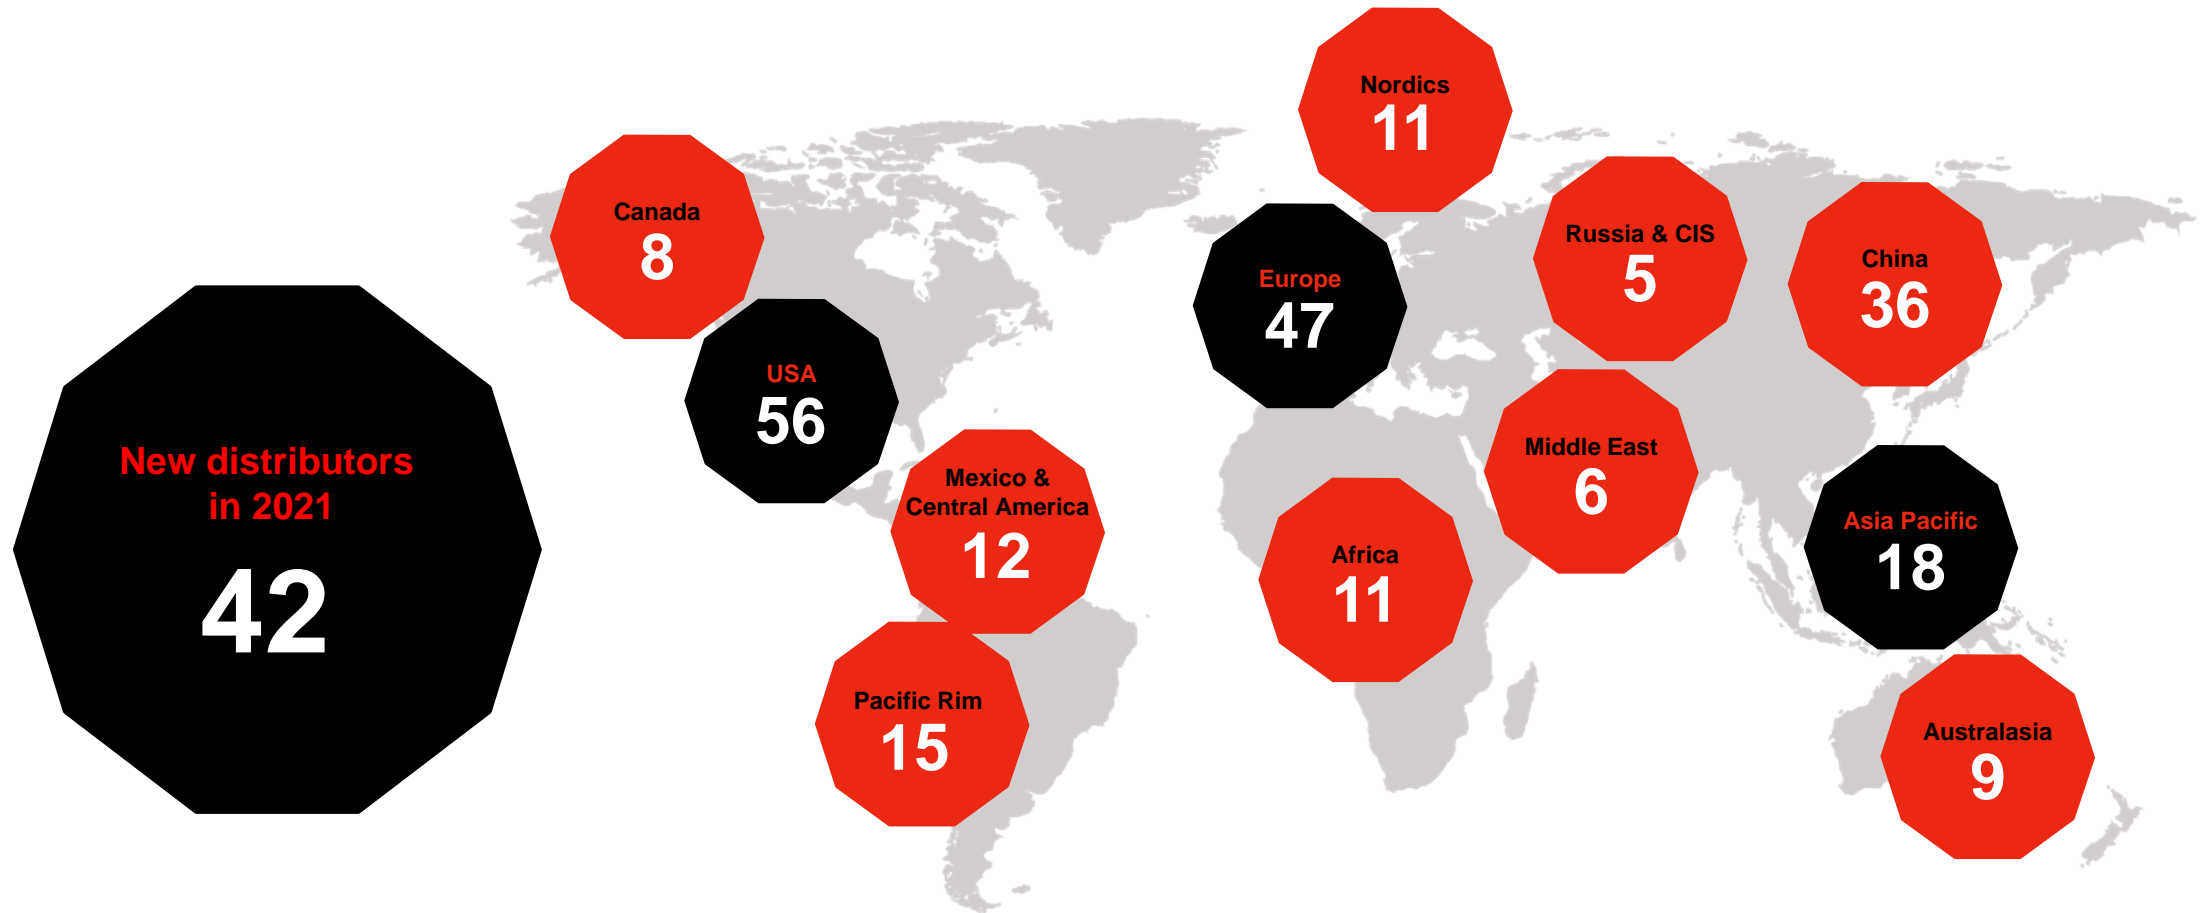 New distributors
in 2021
42
Canada
8
USA
56
Mexico &
Central America
12
Pacific Rim
15
Nordics
11
Europe
47
Russia & CIS
5
China
36
Middle East
6
Africa
11
Asia Pacific
18
Australasia
9